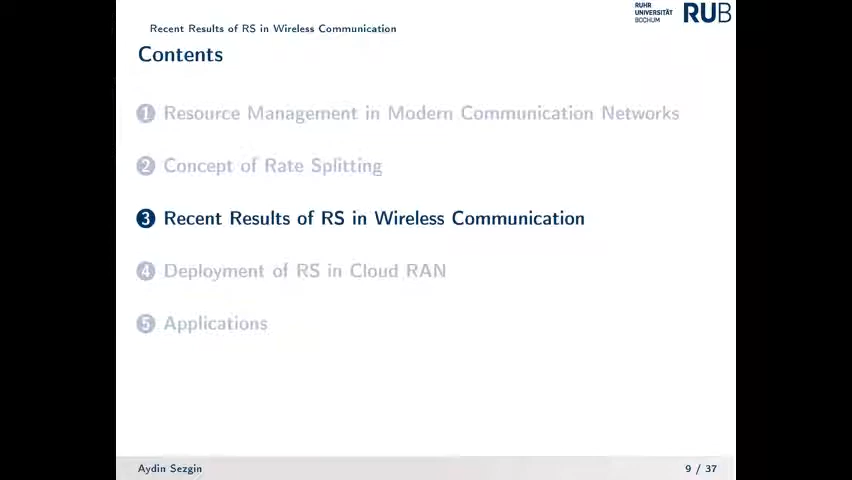 Recent Results of RS in Wireless Communication
RUHR
UNIVERSITÄT
BOCHUM
RUB
Contents
1 Resource Management in Modern Communication Networks
2 Concept of Rate Splitting
3 Recent Results of RS in Wireless Communication
4 Deployment of RS in Cloud RAN
5 Applications
Aydin Sezgin
9 / 37